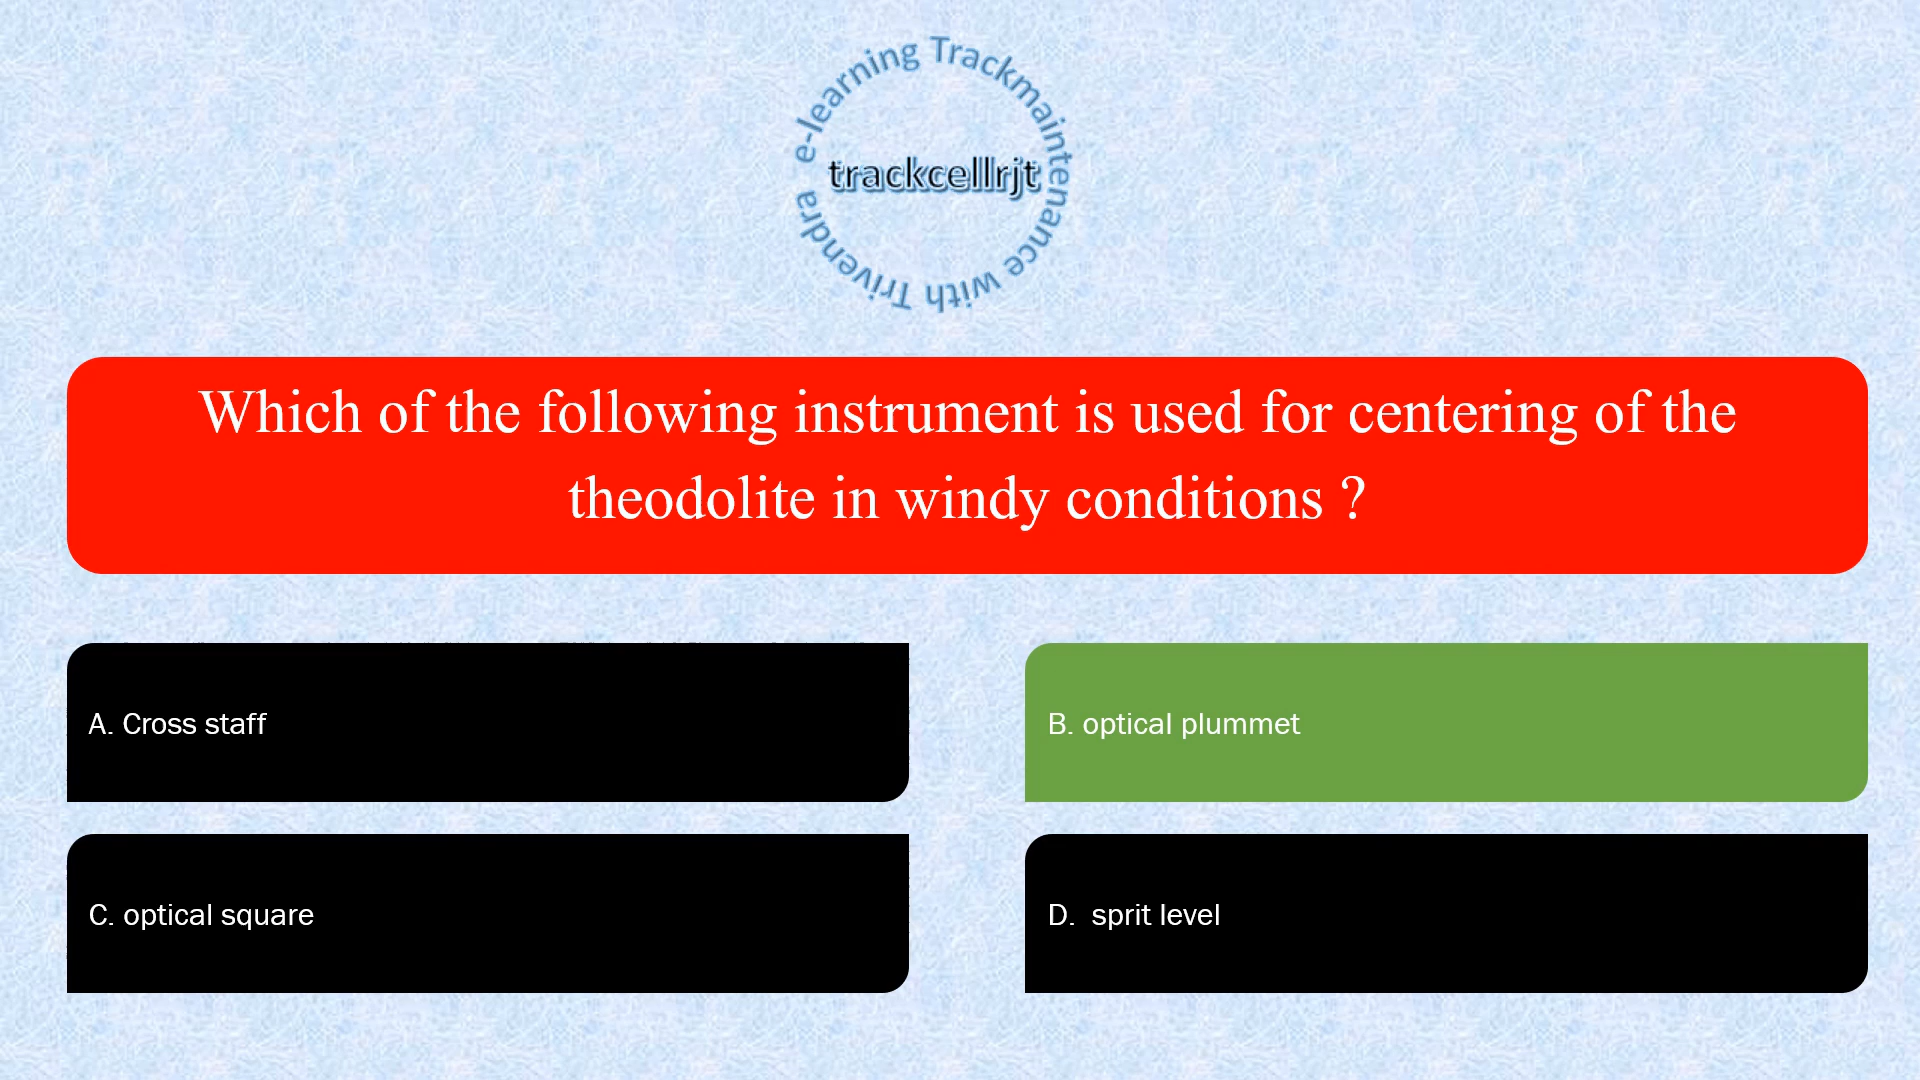 e-learning Trackmaintenance with Trivendra
trackcellrjt
Which of the following instrument is used for centering of the
theodolite in windy conditions ?
A. Cross staff
B. optical plummet
C. optical square
D.  sprit level